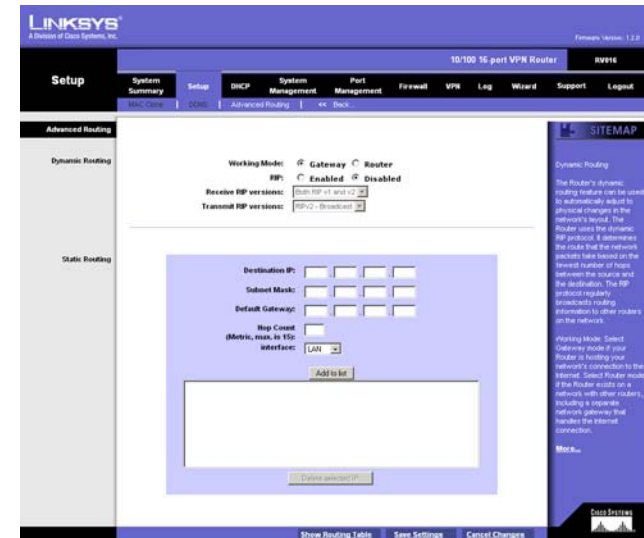 LINKSYS®
A Division of Cisco Systems, Inc.
Firmware Version: 1.2.0
10/100 16-port VPN Router
RV016
Setup
System Summary
Setup
DHCP
System Management
Port Management
Firewall
VPN
Log
Wizard
Support
Logout
MAC Clone | DDNS | Advanced Routing | << Back...
Advanced Routing
SITEMAP
Dynamic Routing
Working Mode: Gateway Router
RIP: Enabled Disabled
Receive RIP versions: Both RIP v1 and v2
Transmit RIP versions: RIPv2 - Broadcast
Static Routing
Destination IP:
Subnet Mask:
Default Gateway:
Hop Count
(Metric, max. is 15):
interface: LAN
Add to list
Delete selected IP
Show Routing Table
Save Settings
Cancel Changes
Dynamic Routing
The Router's dynamic
routing feature can be used
to automatically adjust to
physical changes in the
network's layout. The
Router uses the dynamic
RIP protocol. It determines
the route that the network
packets take based on the
fewest number of hops
between the source and
the destination. The RIP
protocol regularly
broadcasts routing
information to other routers
on the network.
Working Mode: Select
Gateway mode if your
Router is hosting your
network's connection to the
Internet. Select Router mode
if the Router exists on a
network with other routers,
including a separate
network gateway that
handles the Internet
connection.
More...
CISCO SYSTEMS